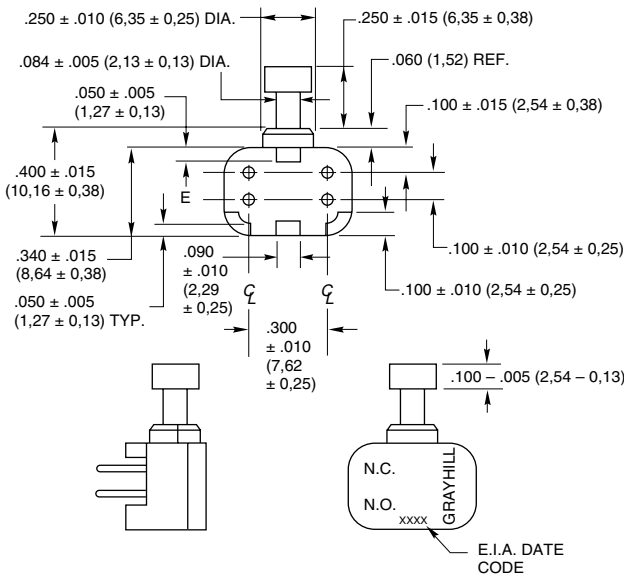 .250 ± .010 (6,35 ± 0,25) DIA.
.250 ± .015 (6,35 ± 0,38)
.084 ± .005 (2,13 ± 0,13) DIA.
.060 (1,52) REF.
.050 ± .005
(1,27 ± 0,13)
.100 ± .015 (2,54 ± 0,38)
.400 ± .015
(10,16 ± 0,38)
E
.340 ± .015
(8,64 ± 0,38)
.090
± .010
(2,29
± 0,25)
.100 ± .010 (2,54 ± 0,25)
.050 ± .005
(1,27 ± 0,13) TYP.
℄
℄
.100 ± .010 (2,54 ± 0,25)
.300
± .010
(7,62
± 0,25)
.100 – .005 (2,54 – 0,13)
N.C.
N.O.
xxxx
GRAYHILL
E.I.A. DATE
CODE